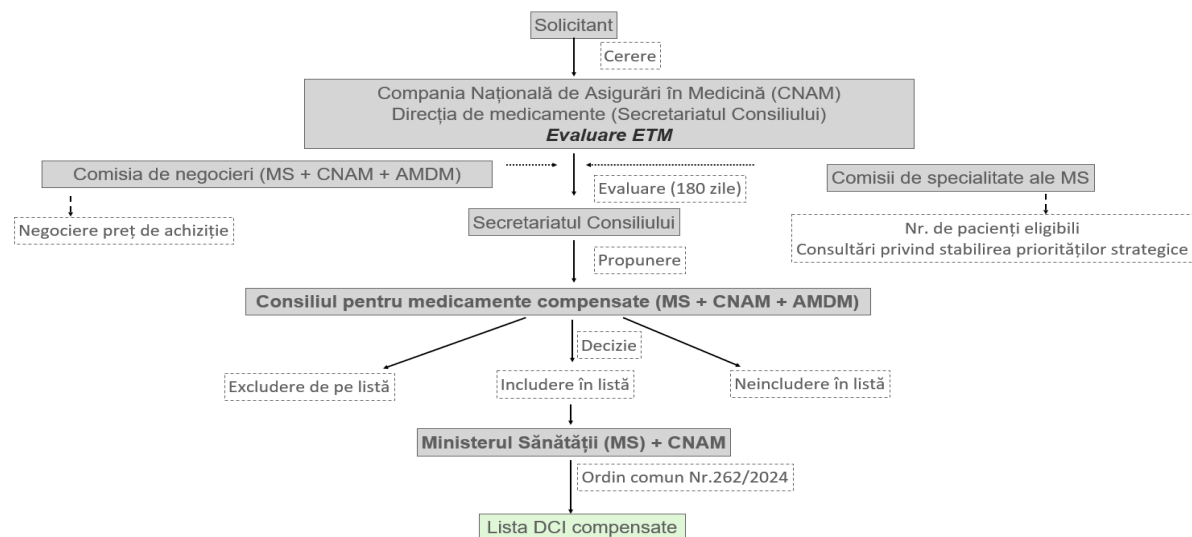 Solicitant
Cerere
Compania Națională de Asigurări în Medicină (CNAM)
Direcția de medicamente (Secretariatul Consiliului)
Evaluare ETM
Comisia de negocieri (MS + CNAM + AMDM)
Evaluare (180 zile)
Comisii de specialitate ale MS
Negociere preț de achiziție
Secretariatul Consiliului
Nr. de pacienți eligibili
Consultări privind stabilirea priorităților strategice
Propunere
Consiliul pentru medicamente compensate (MS + CNAM + AMDM)
Decizie
Excludere de pe listă
Includere în listă
Neincludere în listă
Ministerul Sănătății (MS) + CNAM
Ordin comun Nr.262/2024
Lista DCI compensate